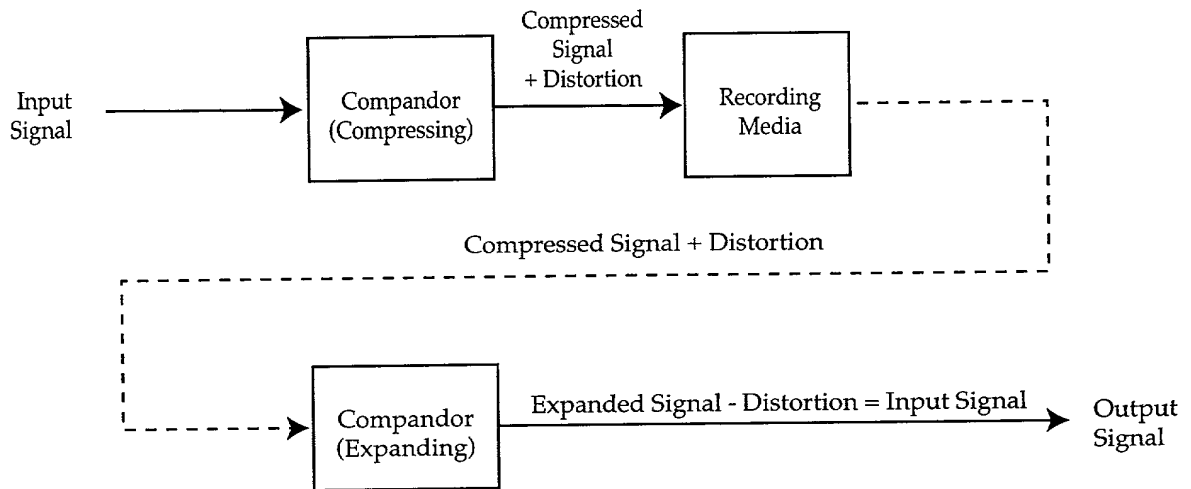 Input
Signal
Compandor
(Compressing)
Compressed
Signal
+ Distortion
Recording
Media
Compressed Signal + Distortion
Compandor
(Expanding)
Expanded Signal - Distortion = Input Signal
Output
Signal